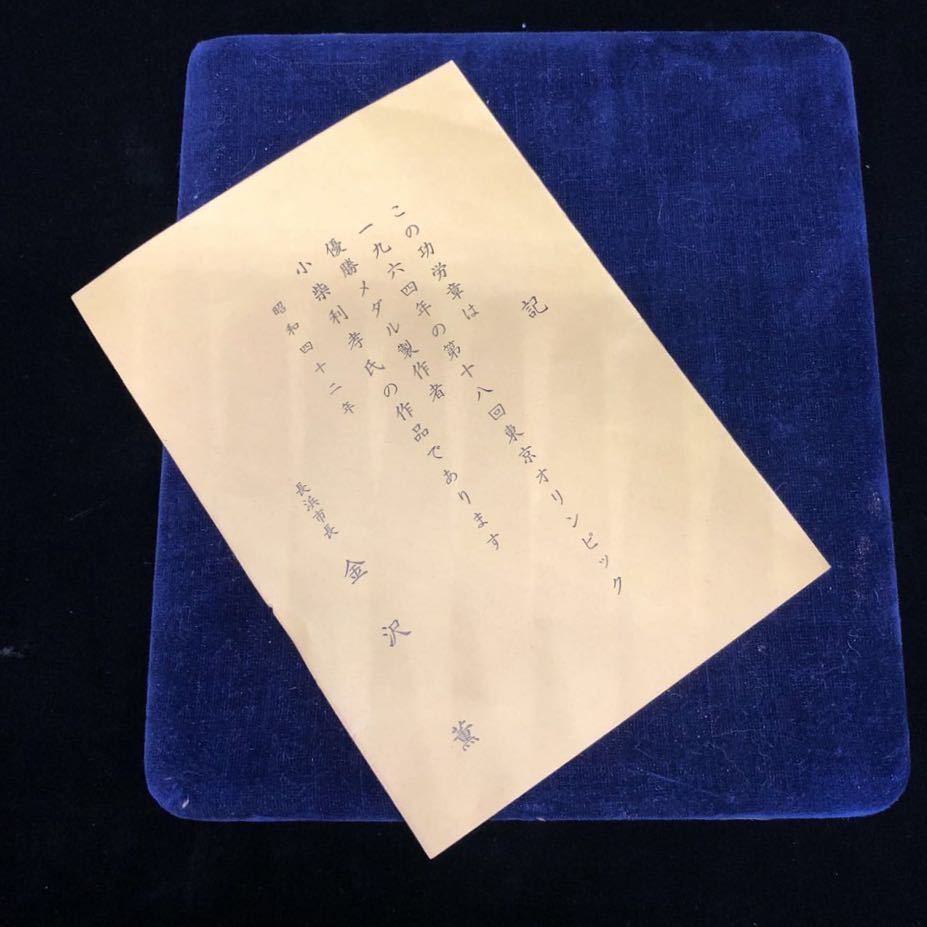 記
この功労章は第十八回東京オリンピック
一九六四年の製作者
優勝メダル製作者
小柴利孝氏の作品であります
昭和四十二年
長浜市長 金沢薫